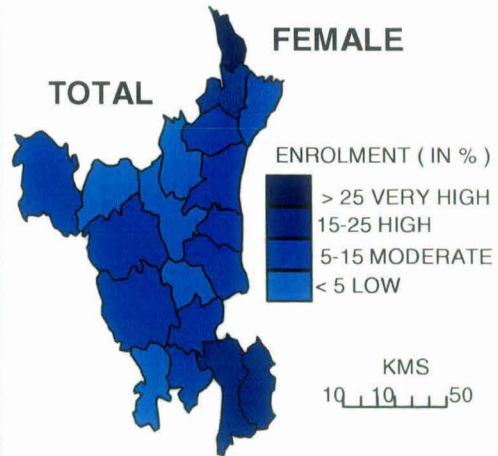 FEMALE
TOTAL
ENROLMENT ( IN % )
> 25 VERY HIGH
15-25 HIGH
5-15 MODERATE
< 5 LOW
KMS
10 10 50